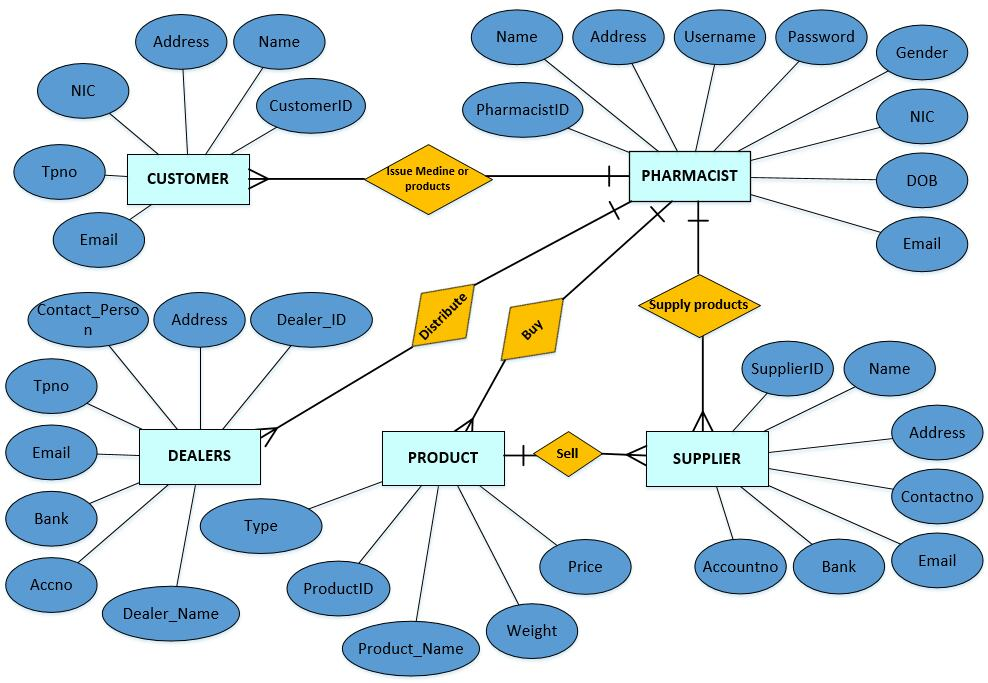 Name
Address
Username
Password
Address
Name
Gender
NIC
CustomerID
PharmacistID
NIC
Tpno
CUSTOMER
Issue Medine or
products
PHARMACIST
DOB
Email
Email
Contact_Perso
n
Address
Dealer_ID
Distribute
Buy
Supply products
Tpno
SupplierID
Name
Email
DEALERS
PRODUCT
Sell
SUPPLIER
Address
Contactno
Bank
Type
Accountno
Bank
Email
Accno
Dealer_Name
ProductID
Price
Product_Name
Weight